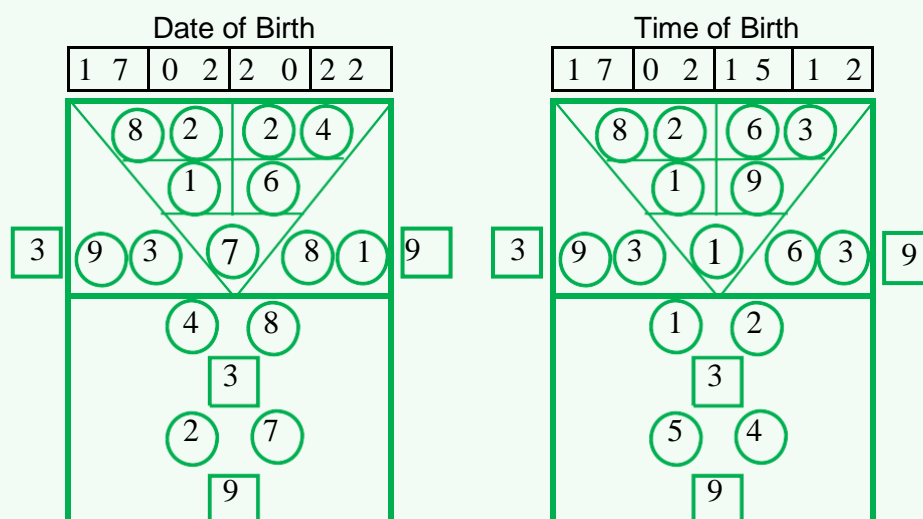 Date of Birth Time of Birth
1 7 0 2 2 0 2 2 1 7 0 2 1 5 1 2
8 2 2 4 8 2 6 3
1 6 1 9
3 9 3 7 8 1 9 3 9 3 1 6 3 9
4 8 1 2
3 3
2 7 5 4
9 9